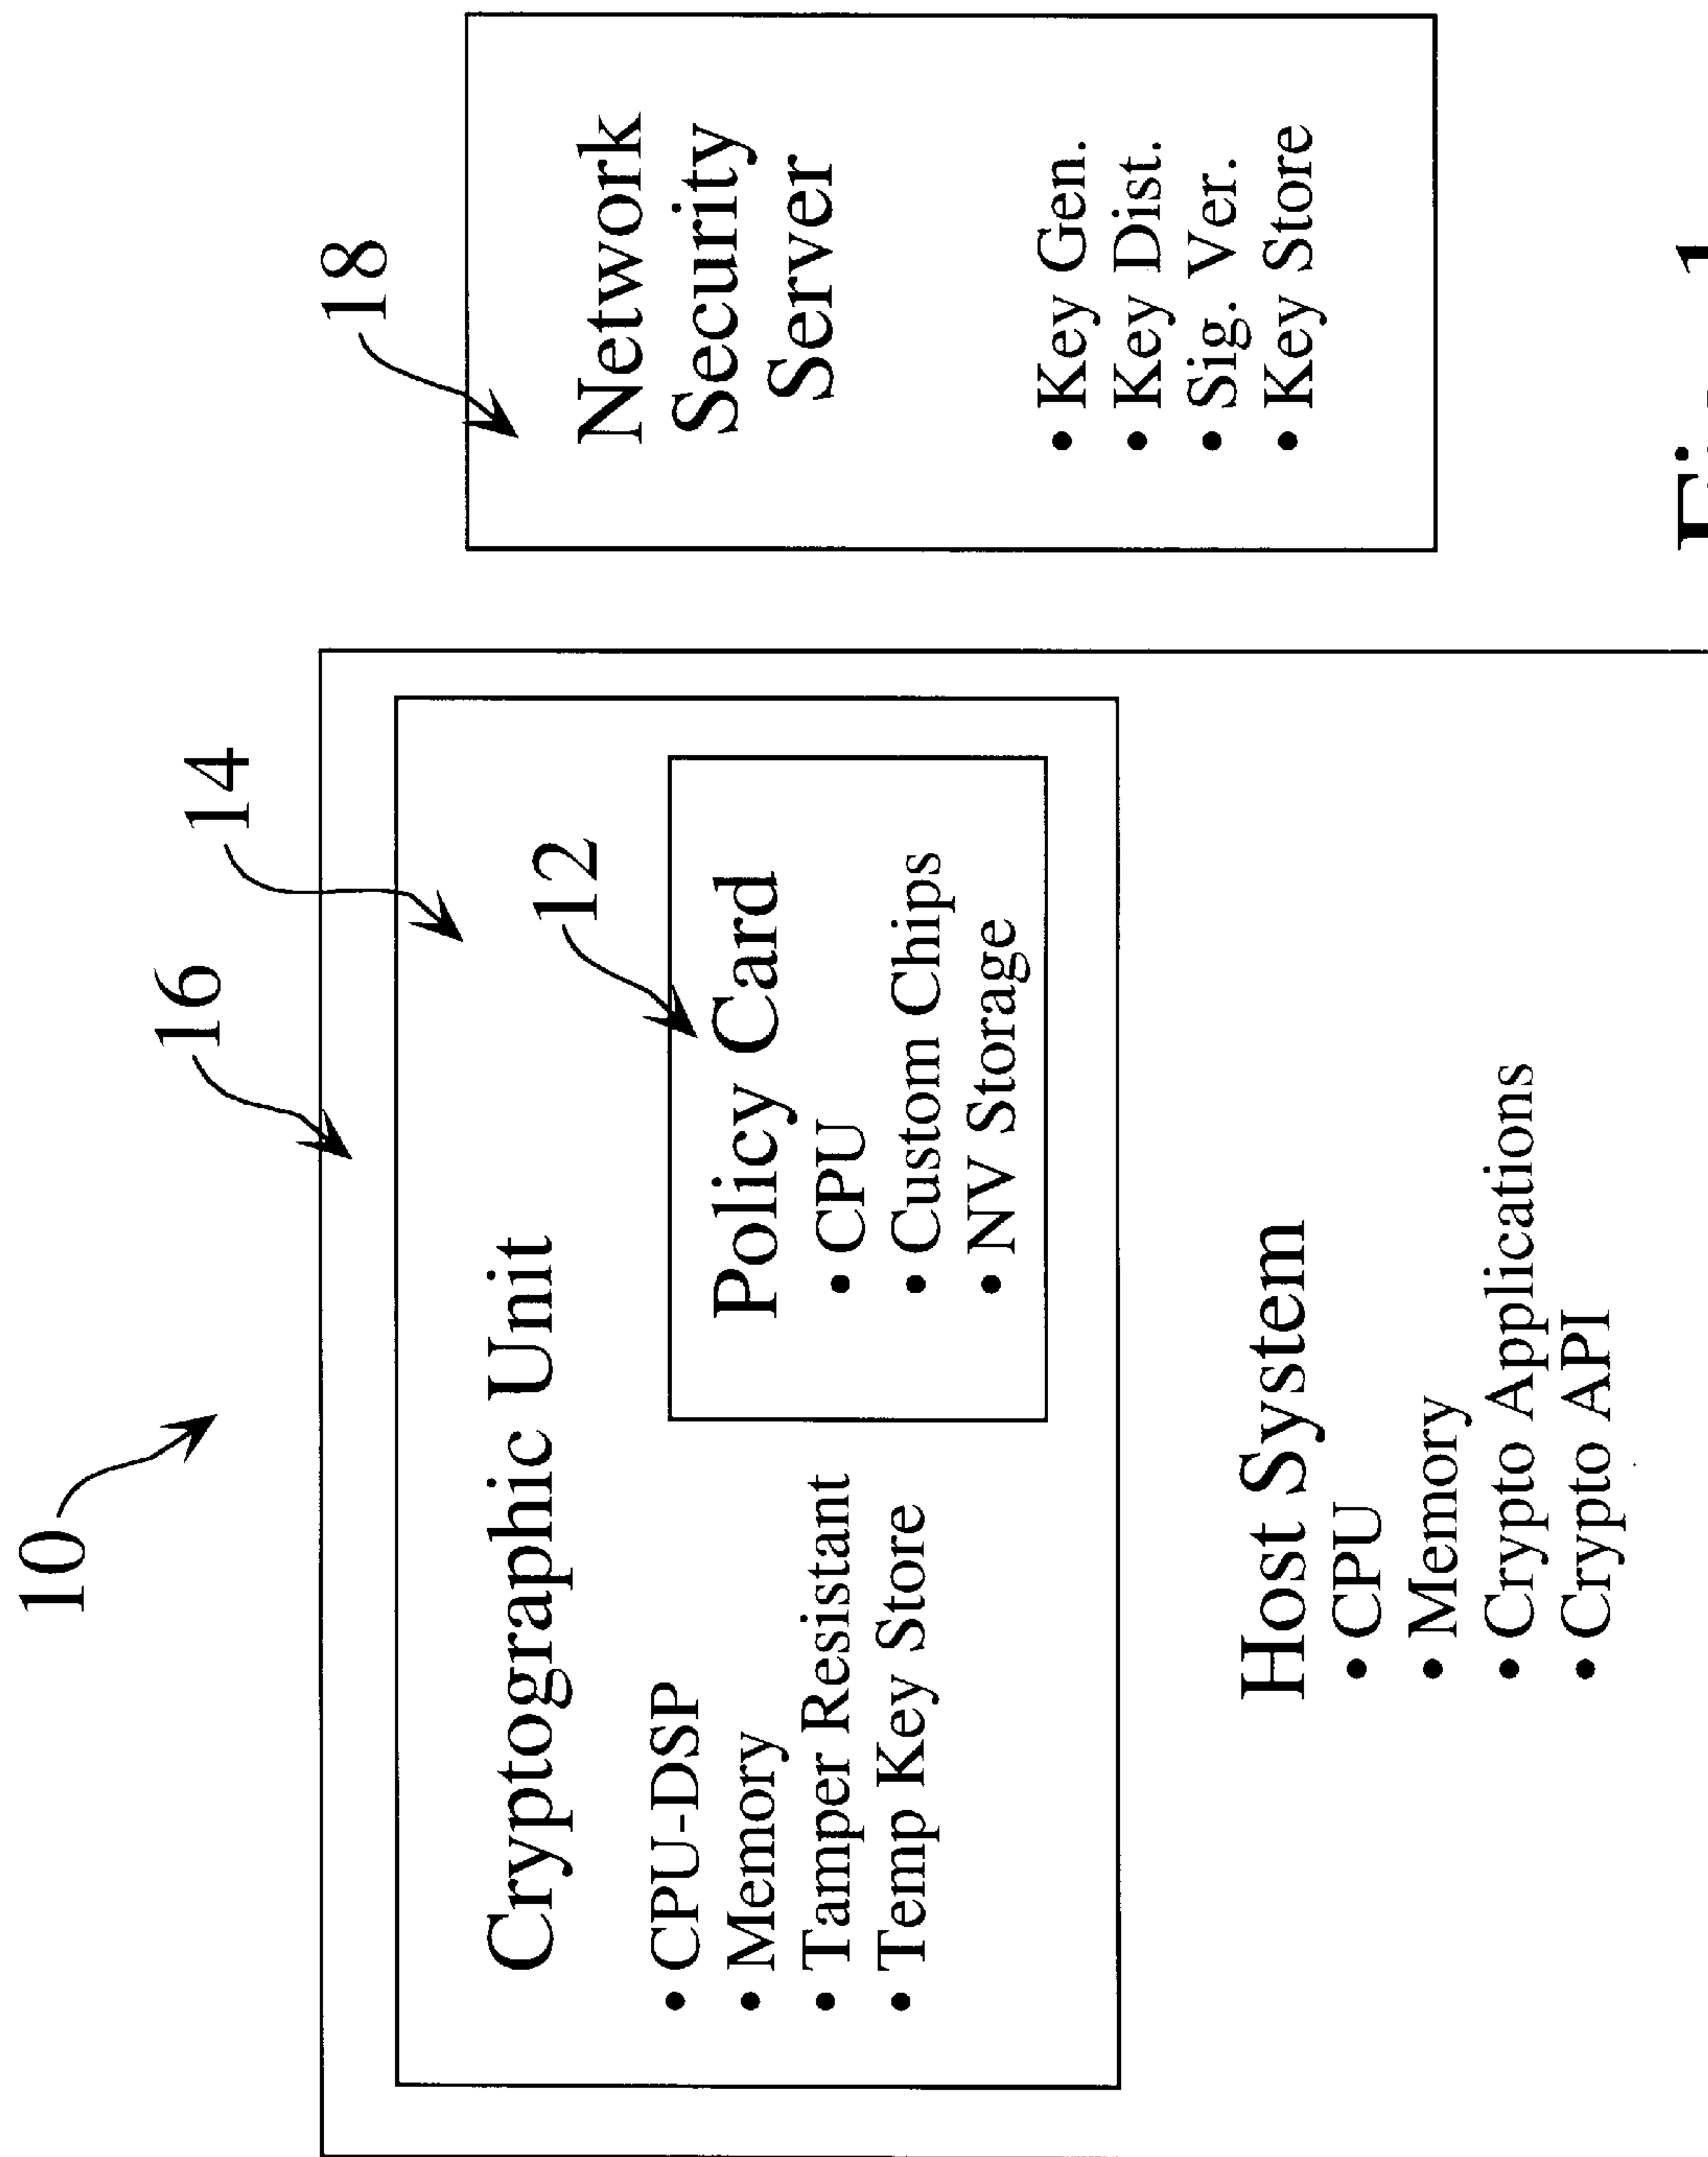 10
16
14
18
Cryptographic Unit
• CPU-DSP
• Memory
• Tamper Resistant
• Temp Key Store
12
Policy Card
• CPU
• Custom Chips
• NV Storage
Host System
• CPU
• Memory
• Crypto Applications
• Crypto API
Network
Security
Server
• Key Gen.
• Key Dist.
• Sig. Ver.
• Key Store